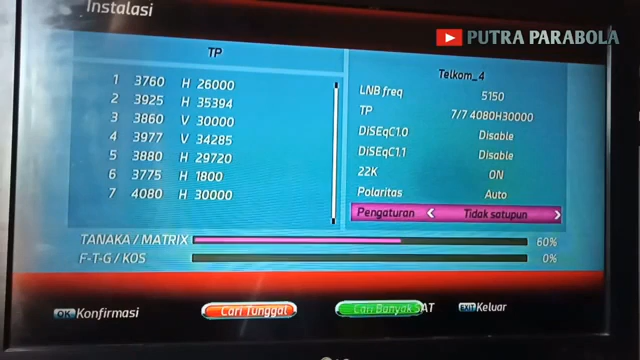 Instalasi
PUTRA PARABOLA
TP
1 3760 H 26000
2 3925 H 35394
3 3860 V 30000
4 3977 V 34285
5 3880 H 29720
6 3775 H 1800
7 4080 H 30000
Telkom_4
LNB freq 5150
TP 7/7 4080H30000
DiSEqC1.0 Disable
DiSEqC1.1 Disable
22K ON
Polaritas Auto
Pengaturan Tidak satupun
TANAKA / MATRIX 60%
F-T-G / KOS 0%
OK Konfirmasi
Cari Tunggal
Cari Banyak SAT
EXIT Keluar